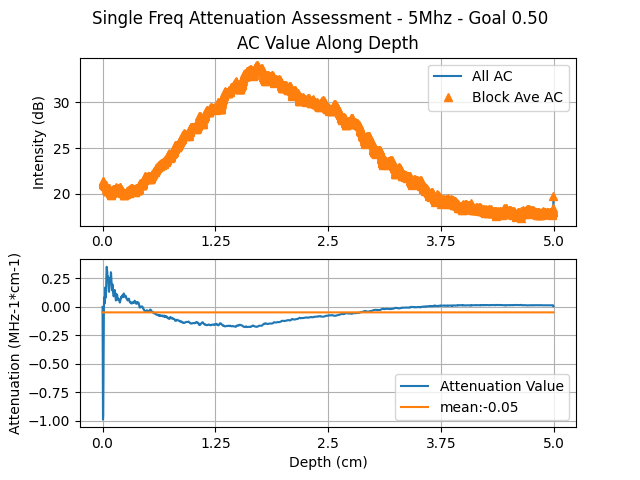 Single Freq Attenuation Assessment - 5Mhz - Goal 0.50
AC Value Along Depth
Intensity (dB)
30
25
20
All AC
Block Ave AC
0.0 1.25 2.5 3.75 5.0
Attenuation (MHz-1*cm-1)
0.25
0.00
−0.25
−0.50
−0.75
−1.00
Attenuation Value
mean:-0.05
0.0 1.25 2.5 3.75 5.0
Depth (cm)